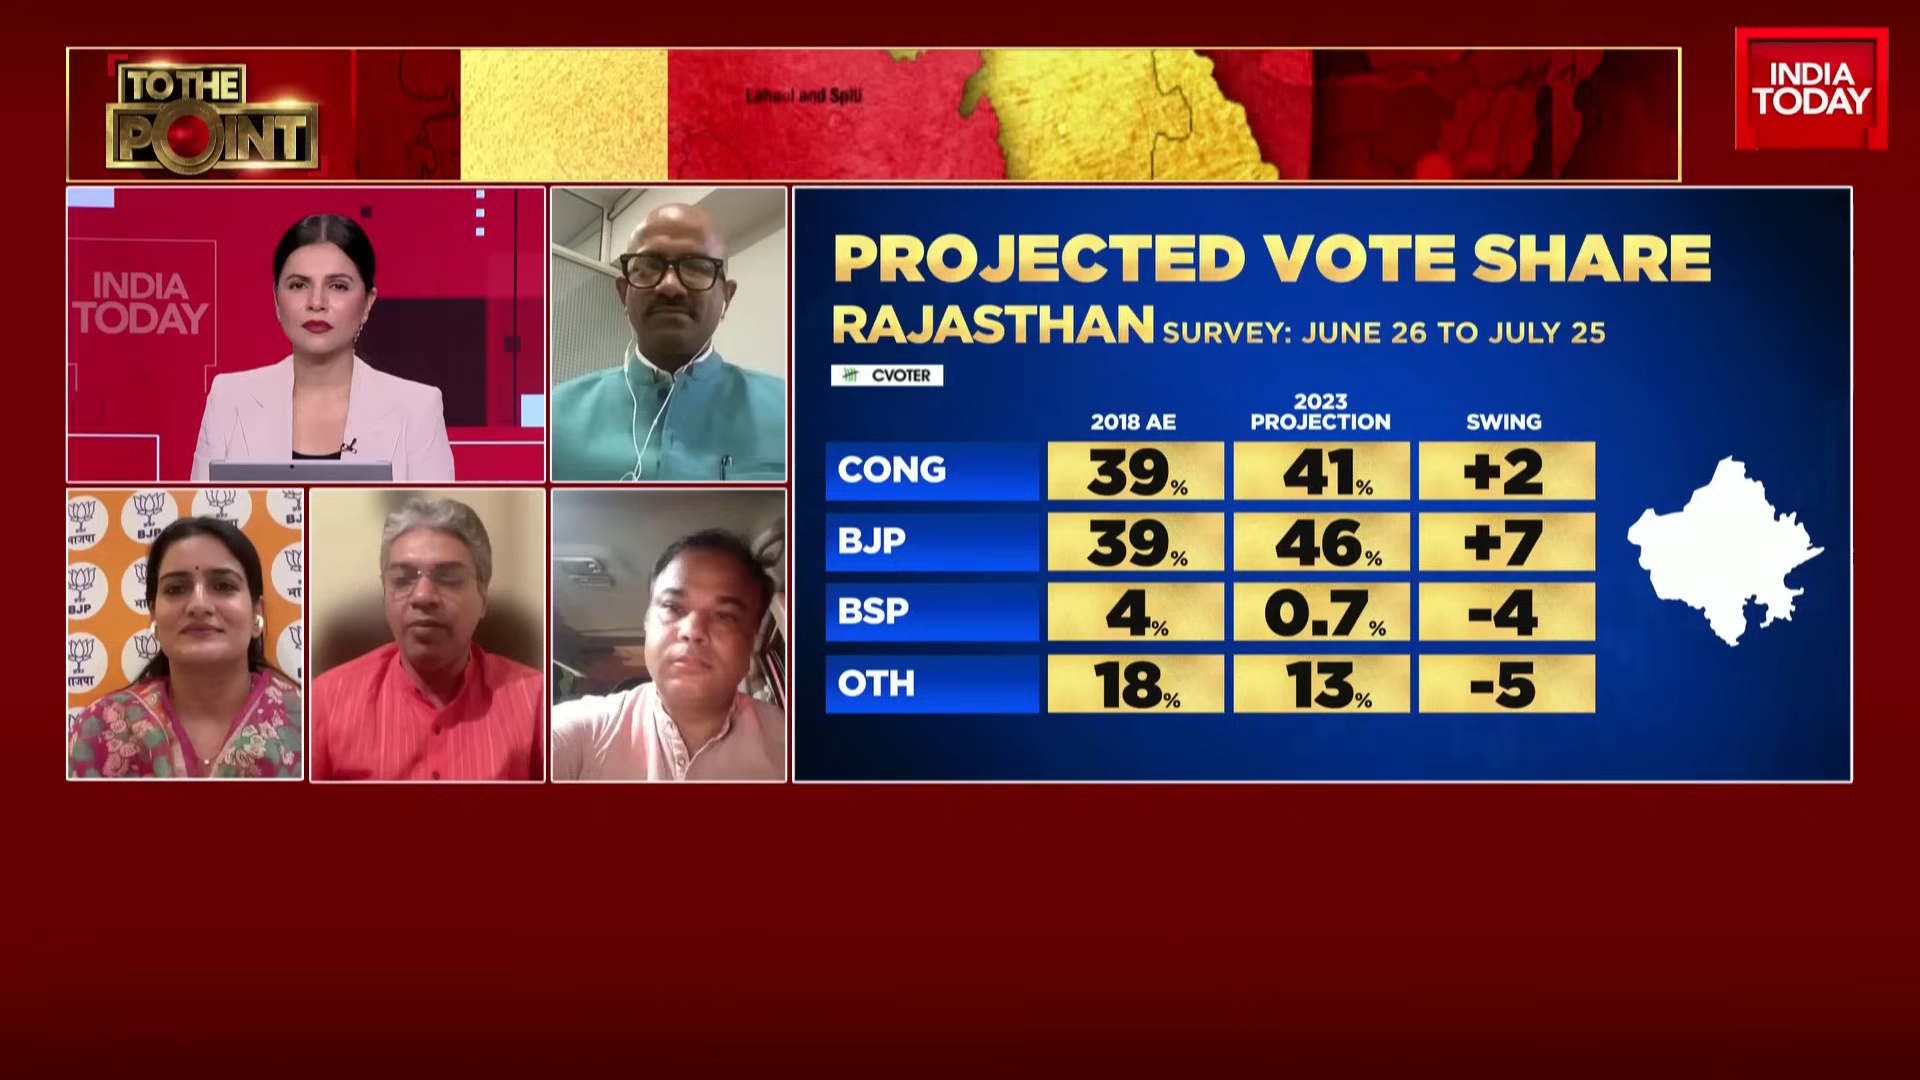 TO THE
POINT
Lahaul and Spiti
INDIA
TODAY
INDIA
TODAY
BJP
BJP
भाजपा
BJP
भाजपा
PROJECTED VOTE SHARE
RAJASTHAN SURVEY: JUNE 26 TO JULY 25
CVOTER
2018 AE 2023 PROJECTION SWING
CONG 39% 41% +2
BJP 39% 46% +7
BSP 4% 0.7% -4
OTH 18% 13% -5